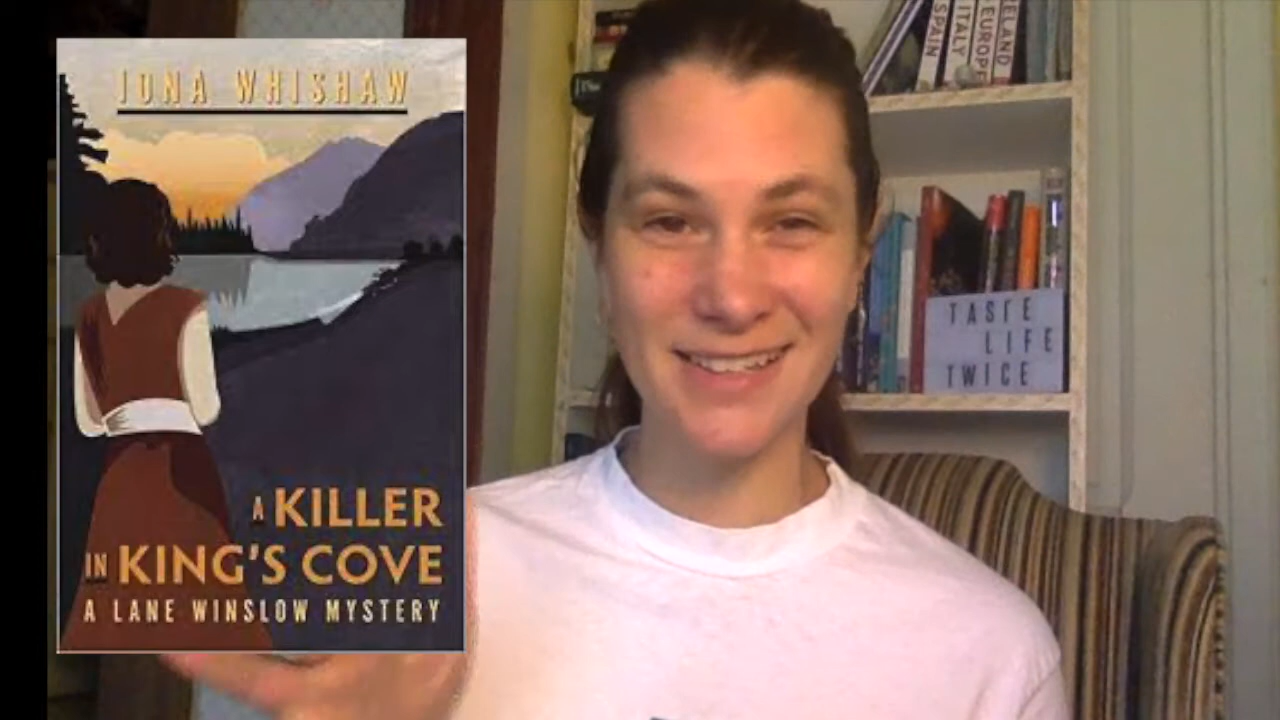 IONA WHISHAW
A KILLER
IN KING'S COVE
A LANE WINSLOW MYSTERY
SPAIN
ITALY
EUROPE
IRELAND
TASTE
LIFE
TWICE